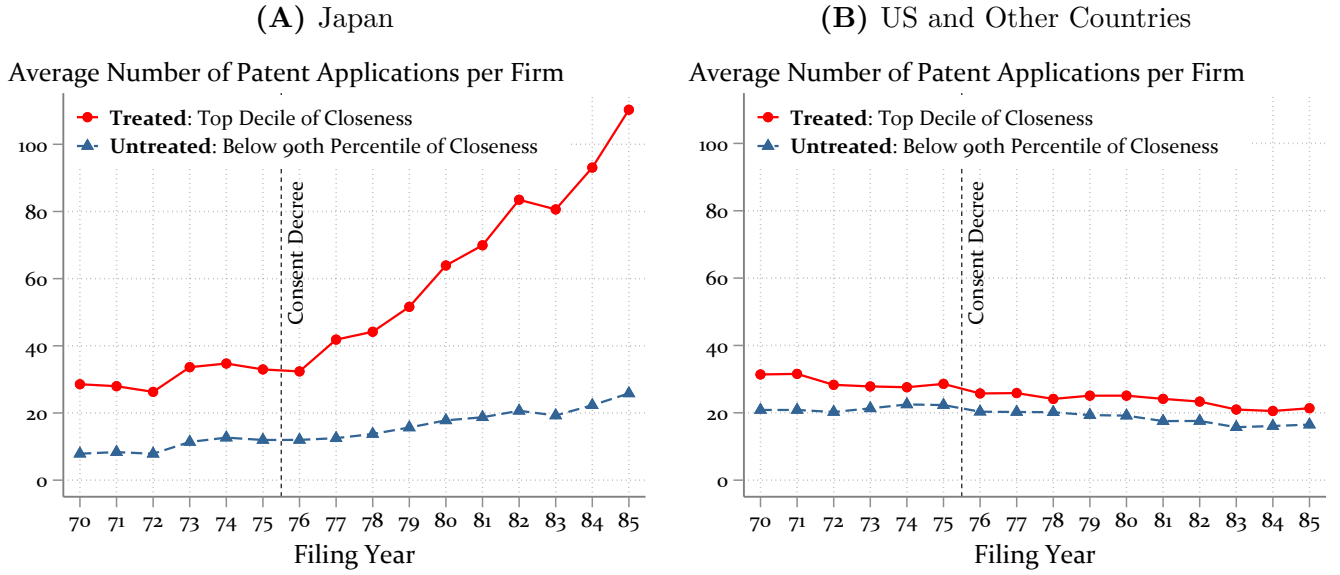 (A) Japan
Average Number of Patent Applications per Firm
Treated: Top Decile of Closeness
Untreated: Below 90th Percentile of Closeness
100
80
60
40
20
0
Consent Decree
70 71 72 73 74 75 76 77 78 79 80 81 82 83 84 85
Filing Year
(B) US and Other Countries
Average Number of Patent Applications per Firm
Treated: Top Decile of Closeness
Untreated: Below 90th Percentile of Closeness
100
80
60
40
20
0
Consent Decree
70 71 72 73 74 75 76 77 78 79 80 81 82 83 84 85
Filing Year